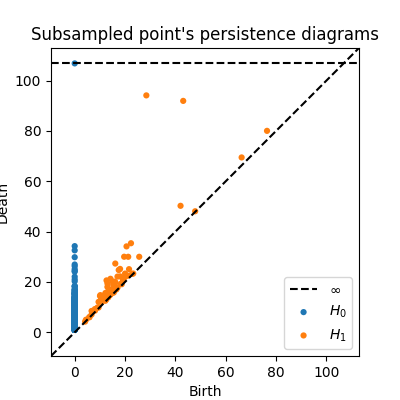 Subsampled point's persistence diagrams
100
80
60
40
20
0
Death
0 20 40 60 80 100
Birth
∞
H₀
H₁